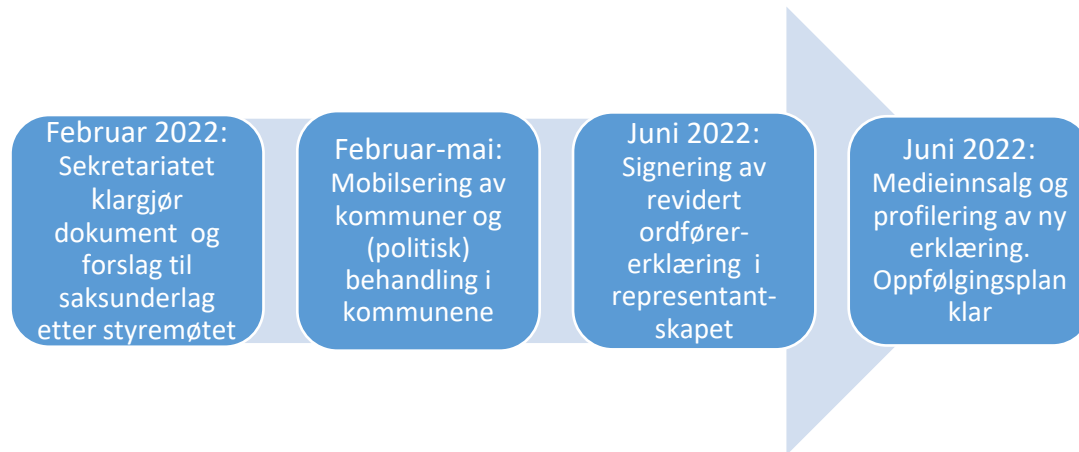 Februar 2022:
Sekretariatet
klargjør
dokument og
forslag til
saksunderlag
etter styremøtet
Februar-mai:
Mobilsering av
kommuner og
(politisk)
behandling i
kommunene
Juni 2022:
Signering av
revidert
ordfører-
erklæring i
representant-
skapet
Juni 2022:
Medieinnsalg og
profilering av ny
erklæring.
Oppfølgingsplan
klar